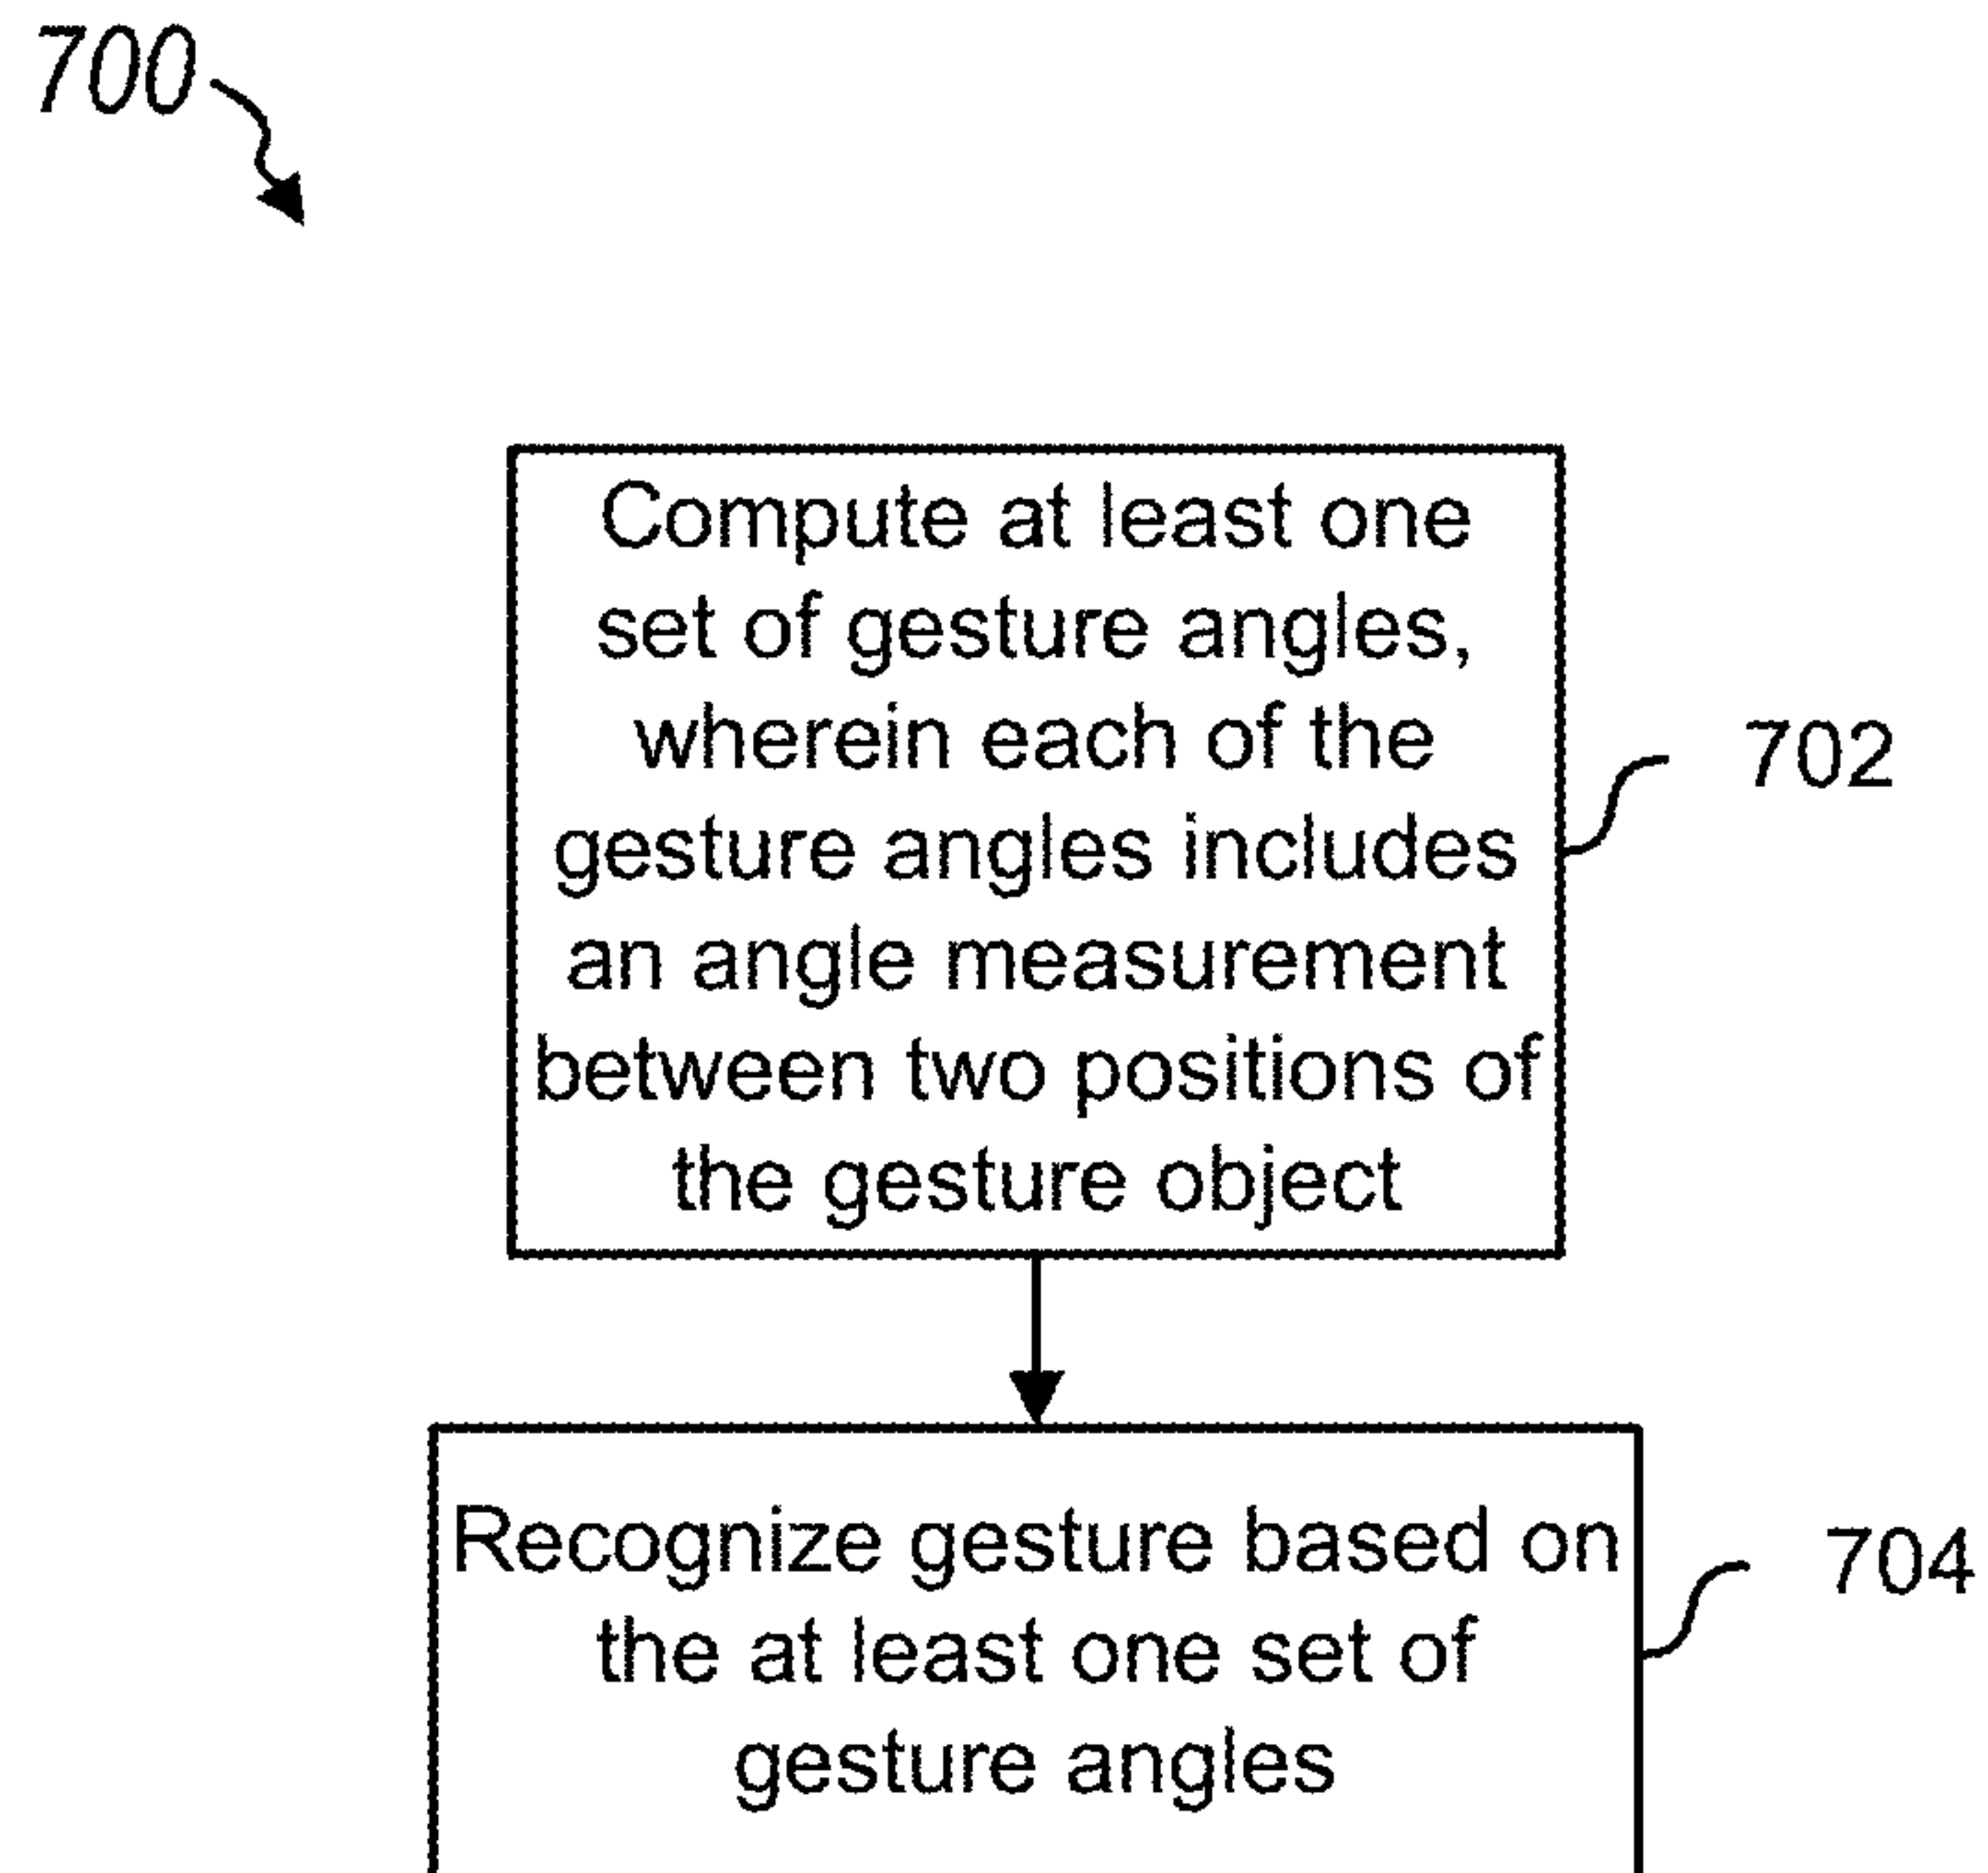 700
Compute at least one
set of gesture angles,
wherein each of the
gesture angles includes
an angle measurement
between two positions of
the gesture object
702
Recognize gesture based on
the at least one set of
gesture angles
704